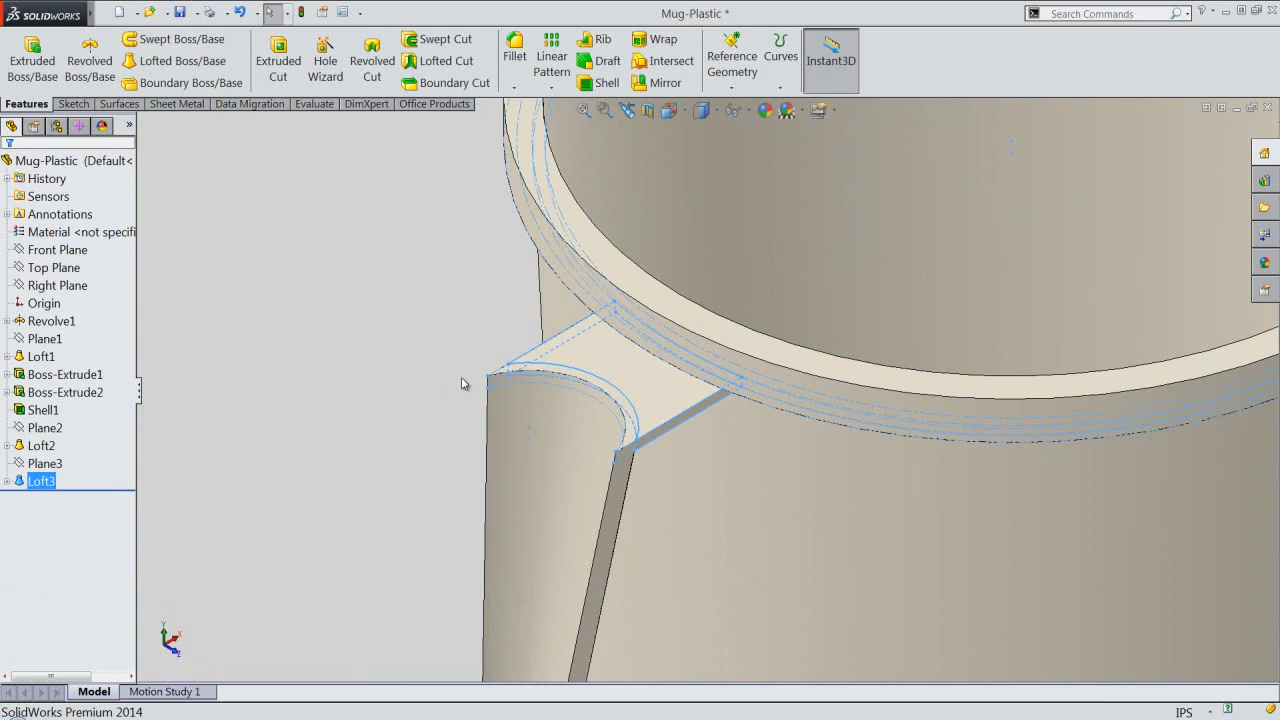 SOLIDWORKS
Mug-Plastic *
Search Commands
Extruded Boss/Base
Revolved Boss/Base
Swept Boss/Base
Lofted Boss/Base
Boundary Boss/Base
Extruded Cut
Hole Wizard
Revolved Cut
Swept Cut
Lofted Cut
Boundary Cut
Fillet
Linear Pattern
Rib
Draft
Shell
Wrap
Intersect
Mirror
Reference Geometry
Curves
Instant3D
Features Sketch Surfaces Sheet Metal Data Migration Evaluate DimXpert Office Products
Mug-Plastic (Default<
History
Sensors
Annotations
Material <not specifi
Front Plane
Top Plane
Right Plane
Origin
Revolve1
Plane1
Loft1
Boss-Extrude1
Boss-Extrude2
Shell1
Plane2
Loft2
Plane3
Loft3
Y
X
Z
Model Motion Study 1
SolidWorks Premium 2014
IPS